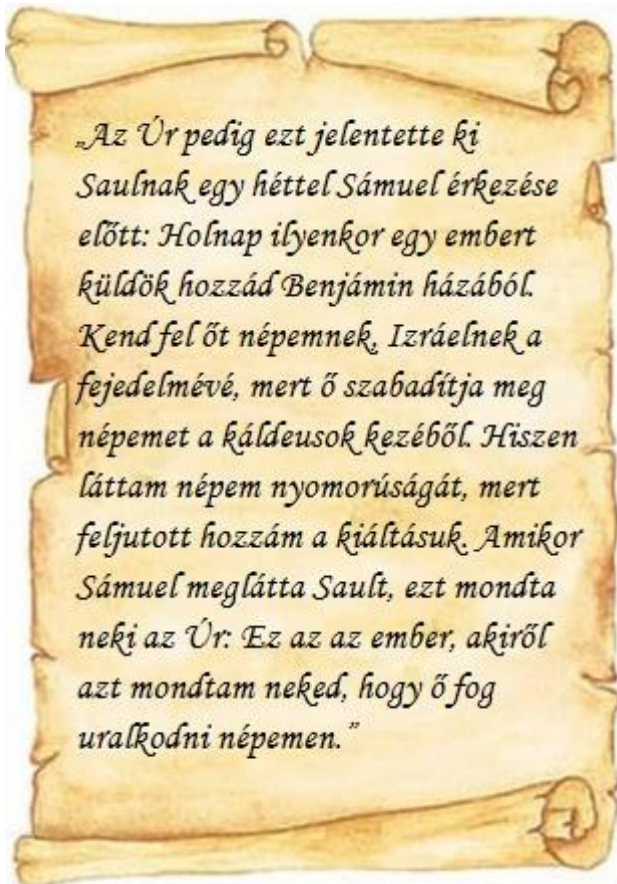 „Az Úr pedig ezt jelentette ki
Saulnak egy héttel Sámuel érkezése
előtt: Holnap ilyenkor egy embert
küldök hozzád Benjámin házából.
Kend fel őt népemnek, Izráelnek a
fejedelmévé, mert ő szabadítja meg
népemet a káldeusok kezéből. Hiszen
láttam népem nyomorúságát, mert
feljutott hozzám a kiáltásuk. Amikor
Sámuel meglátta Sault, ezt mondta
neki az Úr: Ez az az ember, akiről
azt mondtam neked, hogy ő fog
uralkodni népemen.”